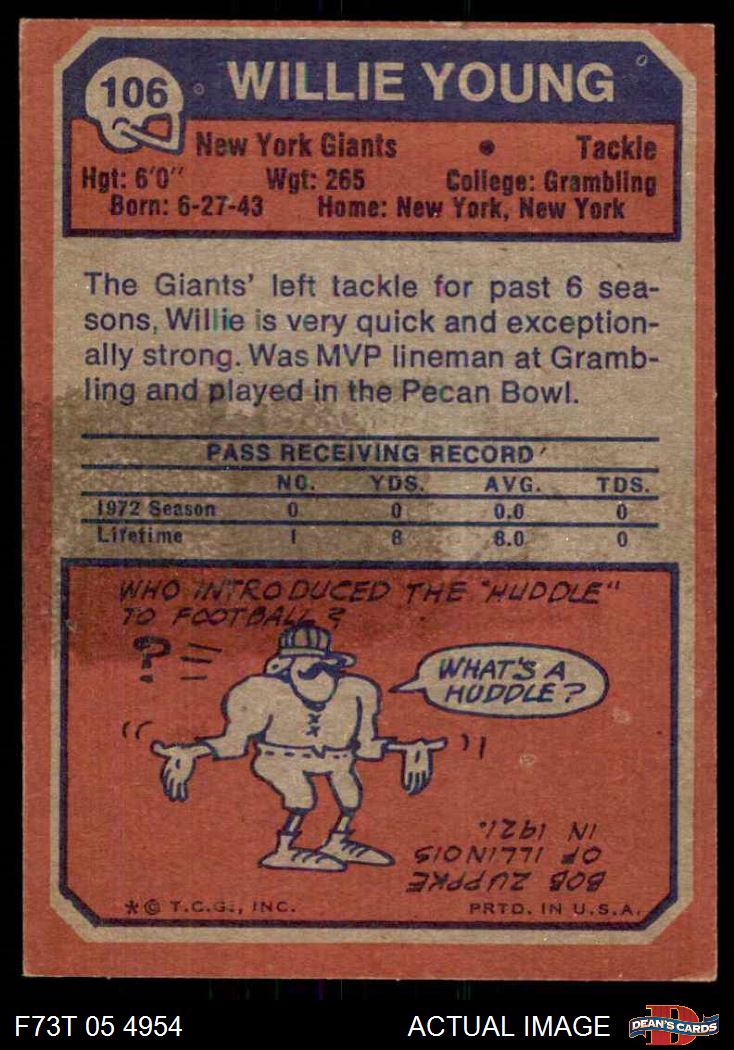 106
WILLIE YOUNG
New York Giants • Tackle
Hgt: 6'0" Wgt: 265 College: Grambling
Born: 6-27-43 Home: New York, New York
The Giants' left tackle for past 6 sea-
sons, Willie is very quick and exception-
ally strong. Was MVP lineman at Gramb-
ling and played in the Pecan Bowl.
PASS RECEIVING RECORD
NO. YDS. AVG. TDS.
1972 Season 0 0 0.0 0
Lifetime 1 8 8.0 0
WHO INTRODUCED THE "HUDDLE"
TO FOOTBALL?
?
WHAT'S A
HUDDLE?
BOB ZUPPKE
OF ILLINOIS
IN 1921.
*© T.C.G., INC. PRTD. IN U.S.A.
F73T 05 4954 ACTUAL IMAGE
DEAN'S CARDS